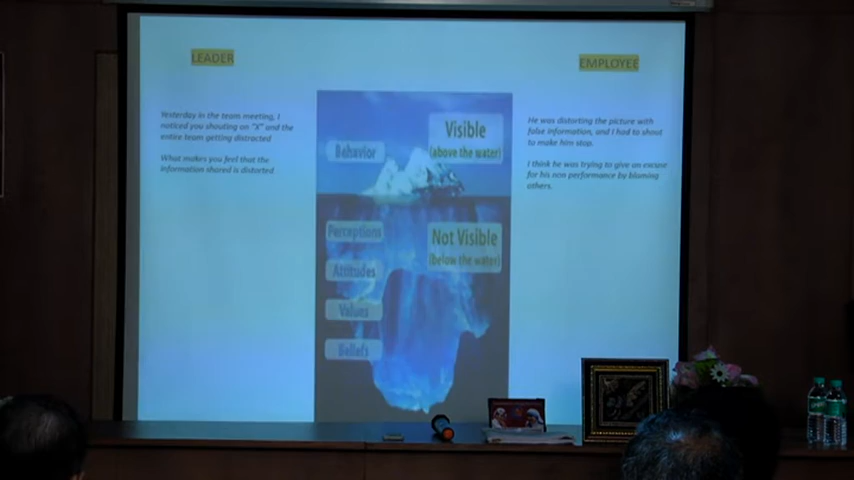 LEADER
EMPLOYEE
Yesterday in the team meeting, I
noticed you shouting on "X" and the
entire team getting distracted
What makes you feel that the
information shared is distorted
Behavior
Visible
(above the water)
Perceptions
Attitudes
Values
Beliefs
Not Visible
(below the water)
He was distorting the picture with
false information, and I had to shout
to make him stop.
I think he was trying to give an excuse
for his non performance by blaming
others.